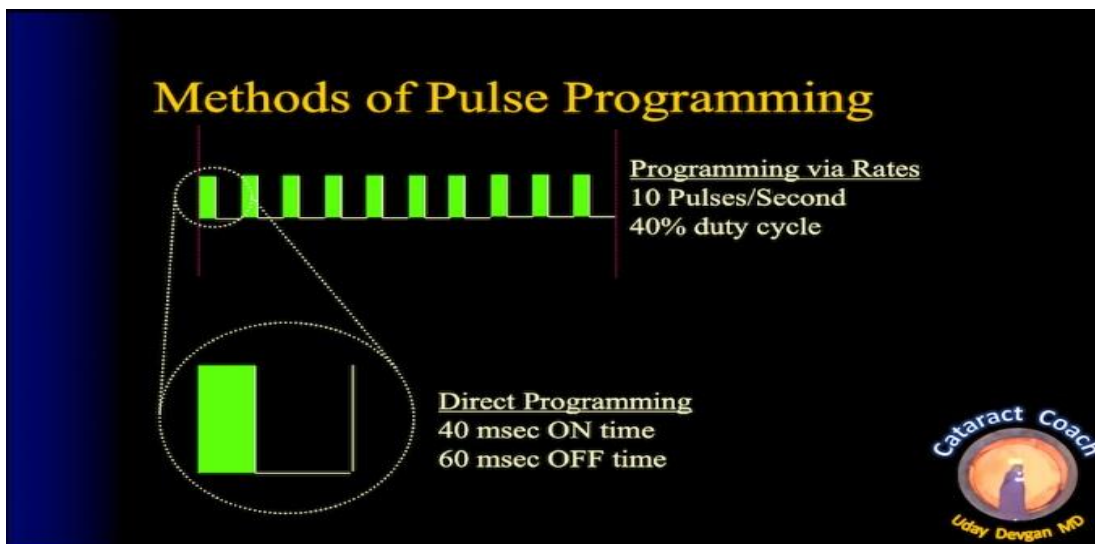 Methods of Pulse Programming
Programming via Rates
10 Pulses/Second
40% duty cycle
Direct Programming
40 msec ON time
60 msec OFF time
Cataract Coach
Uday Devgan MD